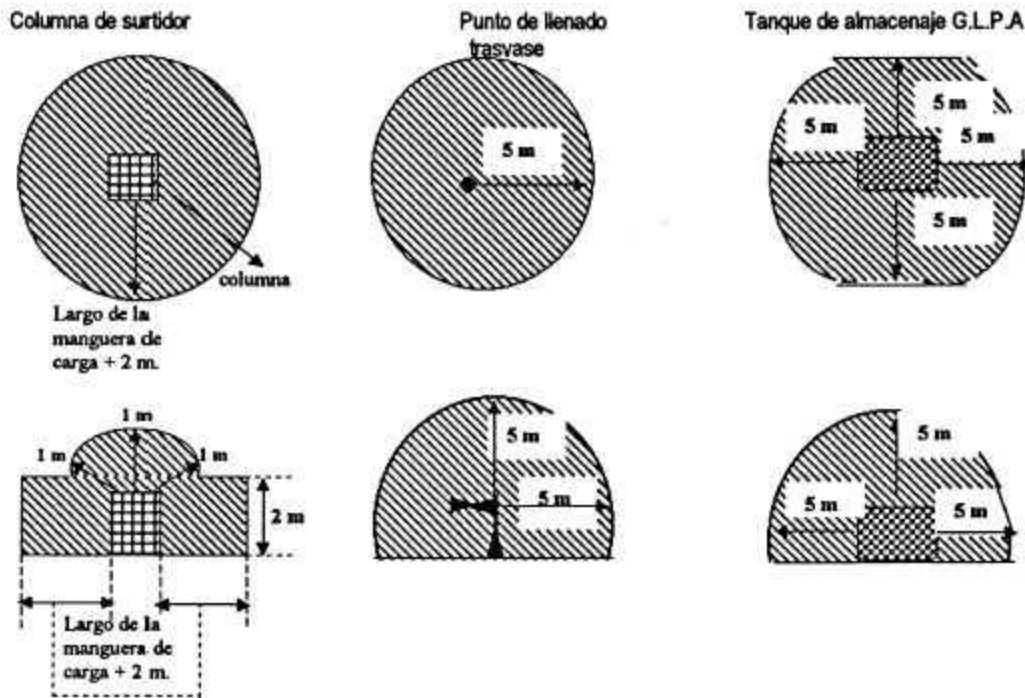 Columna de surtidor
Punto de llenado
trasvase
Tanque de almacenaje G.L.P.A
5 m
5 m
5 m
5 m
5 m
columna
Largo de la
manguera de
carga + 2 m.
1 m
1 m
1 m
2 m
5 m
5 m
5 m
5 m
5 m
Largo de la
manguera de
carga + 2 m.